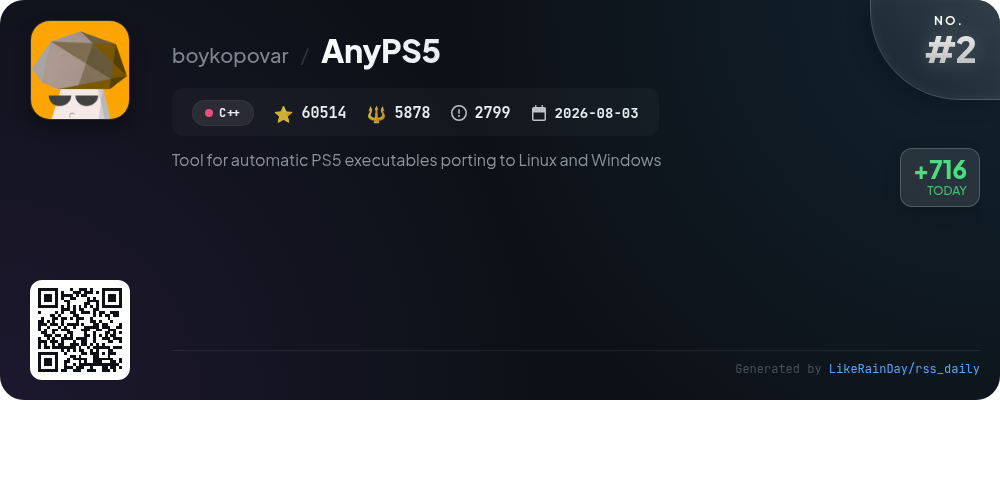 NO.
#2
boykopovar / AnyPS5
C++ 60514 5878 2799 2026-08-03
Tool for automatic PS5 executables porting to Linux and Windows
+716
TODAY
Generated by LikeRainDay/rss_daily